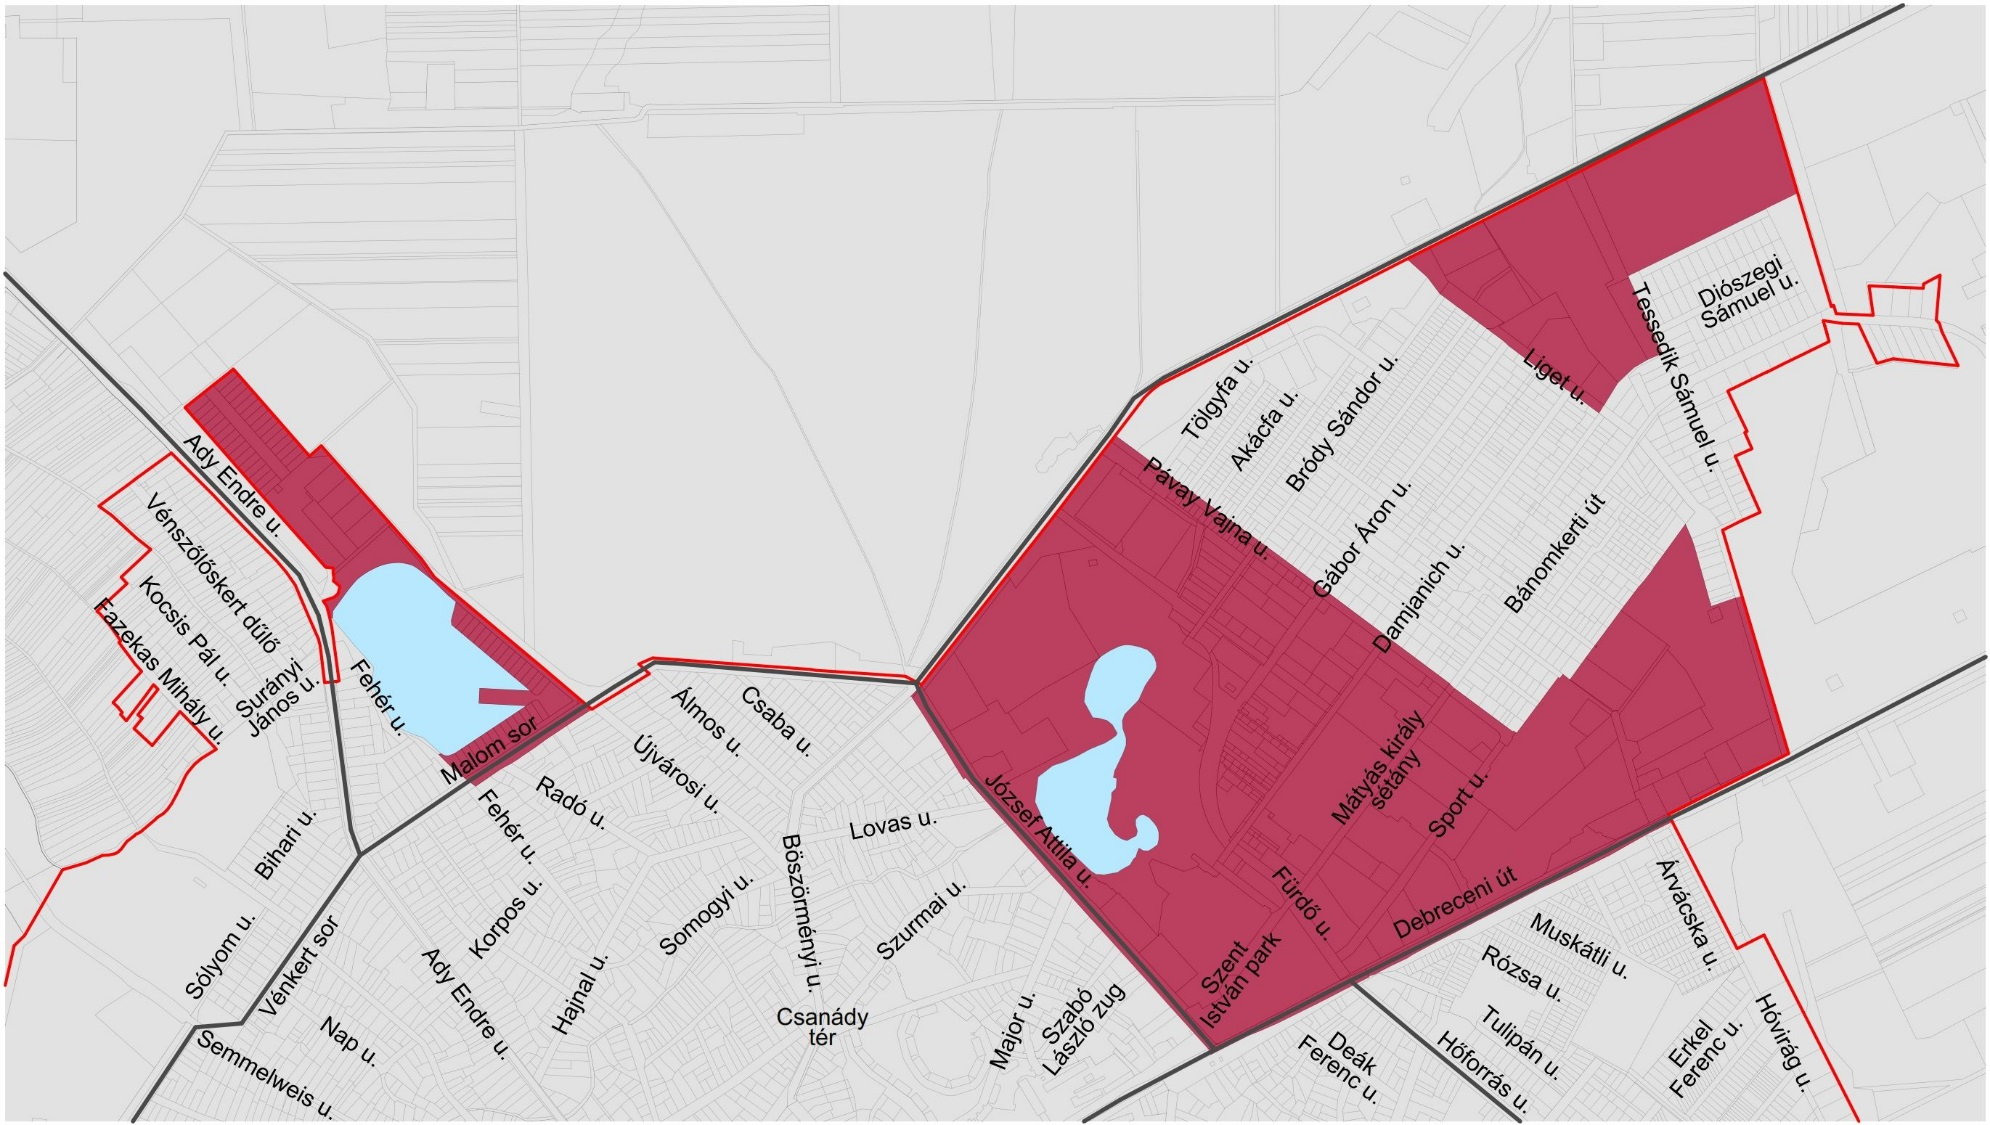 Diószegi
Sámuel u.
Tessedik Sámuel u.
Liget u.
Tölgyfa u.
Akácfa u.
Bródy Sándor u.
Pávay Vajna u.
Gábor Áron u.
Damjanich u.
Bánomkerti út
Ady Endre u.
Vénszőlőskert dűlő
Kocsis Pál u.
Fazekas Mihály u.
Surányi
János u.
Fehér u.
Malom sor
Álmos u.
Csaba u.
Újvárosi u.
Radó u.
Fehér u.
Lovas u.
József Attila u.
Mátyás király
sétány
Sport u.
Bihari u.
Böszörményi u.
Korpos u.
Somogyi u.
Szurmai u.
Fürdő u.
Debreceni út
Szent
István park
Árvácska u.
Muskátli u.
Rózsa u.
Sólyom u.
Vénkert sor
Ady Endre u.
Hajnal u.
Csanády
tér
Major u.
Szabó
László zug
Nap u.
Semmelweis u.
Deák
Ferenc u.
Hőforrás u.
Tulipán u.
Erkel
Ferenc u.
Hóvirág u.